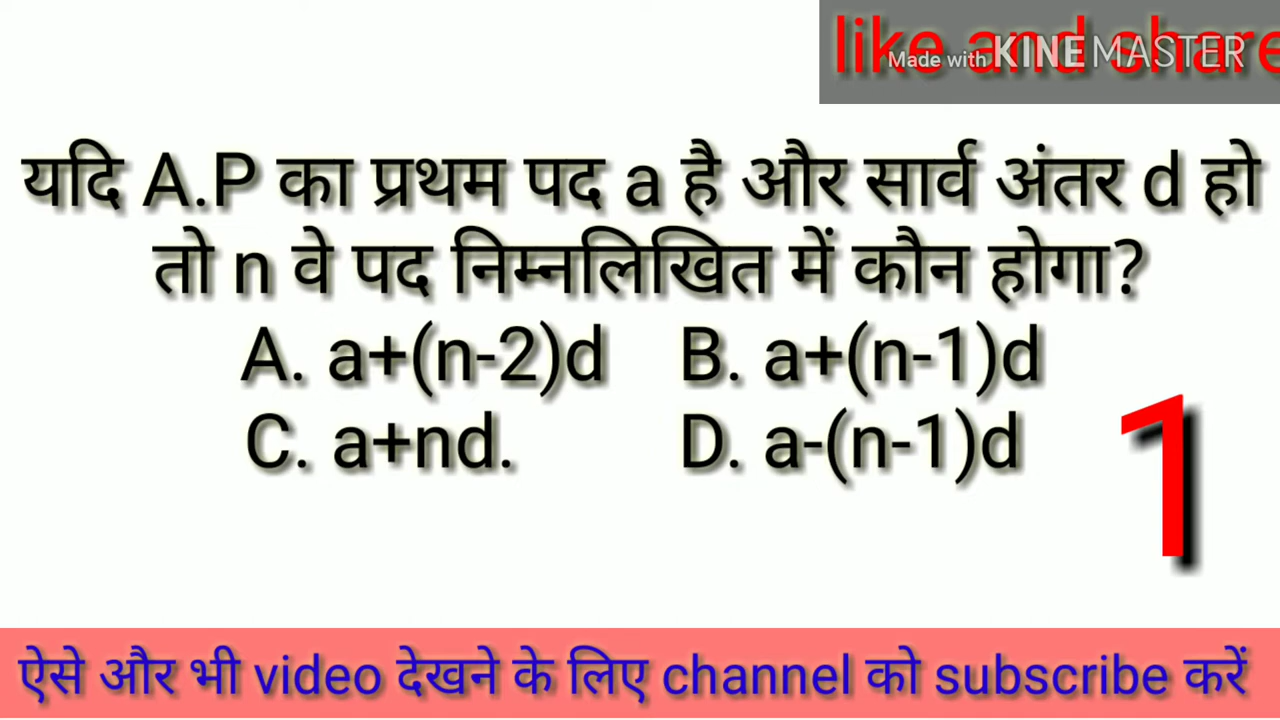 like and share
Made with KINEMASTER
यदि A.P का प्रथम पद a है और सार्व अंतर d हो
तो n वे पद निम्नलिखित में कौन होगा?
A. a+(n-2)d B. a+(n-1)d
C. a+nd. D. a-(n-1)d
1
ऐसे और भी video देखने के लिए channel को subscribe करें